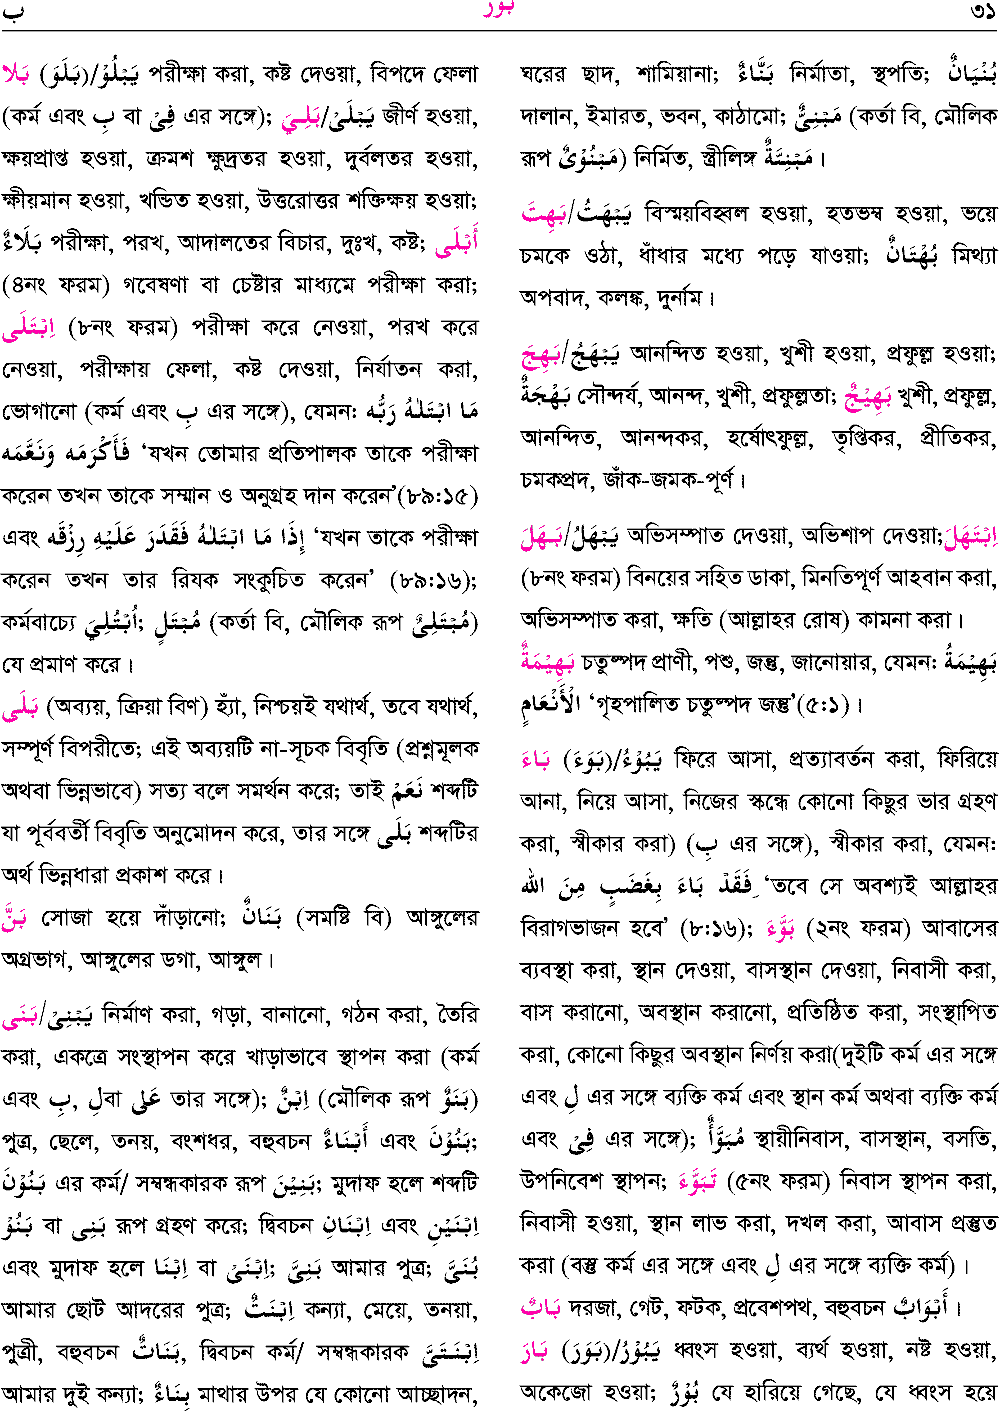 ب بَوَرَ ৩১
بَلَا (بَلَوَ)/يَبْلُوْ পরীক্ষা করা, কষ্ট দেওয়া, বিপদে ফেলা
(কর্ম এবং بِ বা فِىْ এর সঙ্গে); بَلِيَ/يَبْلَىْ জীর্ণ হওয়া,
ক্ষয়প্রাপ্ত হওয়া, ক্রমশ ক্ষুদ্রতর হওয়া, দুর্বলতর হওয়া,
ক্ষীয়মান হওয়া, খন্ডিত হওয়া, উত্তরোত্তর শক্তিক্ষয় হওয়া;
بَلَاءٌ পরীক্ষা, পরখ, আদালতের বিচার, দুঃখ, কষ্ট; أَبْلَى
(৪নং ফরম) গবেষণা বা চেষ্টার মাধ্যমে পরীক্ষা করা;
اِبْتَلَى (৮নং ফরম) পরীক্ষা করে নেওয়া, পরখ করে
নেওয়া, পরীক্ষায় ফেলা, কষ্ট দেওয়া, নির্যাতন করা,
ভোগানো (কর্ম এবং بِ এর সঙ্গে), যেমন: مَا ابْتَلٰهُ رَبُّه
فَأَكْرَمَه وَنَعَّمَه ‘যখন তোমার প্রতিপালক তাকে পরীক্ষা
করেন তখন তাকে সম্মান ও অনুগ্রহ দান করেন’(৮৯:১৫)
এবং إِذَا مَا ابْتَلٰهُ فَقَدَرَ عَلَيْهِ رِزْقَه ‘যখন তাকে পরীক্ষা
করেন তখন তার রিযক সংকুচিত করেন’ (৮৯:১৬);
কর্মবাচ্যে أُبْتُلِيَ; مُبْتَلٍ (কর্তা বি, মৌলিক রূপ مُبْتَلِىٌ)
যে প্রমাণ করে।
بَلَى (অব্যয়, ক্রিয়া বিণ) হ্যাঁ, নিশ্চয়ই যথার্থ, তবে যথার্থ,
সম্পূর্ণ বিপরীতে; এই অব্যয়টি না-সূচক বিবৃতি (প্রশ্নমূলক
অথবা ভিন্নভাবে) সত্য বলে সমর্থন করে; তাই نَعَمْ শব্দটি
যা পূর্ববর্তী বিবৃতি অনুমোদন করে, তার সঙ্গে بَلَى শব্দটির
অর্থ ভিন্নধারা প্রকাশ করে।
بَنَّ সোজা হয়ে দাঁড়ানো; بَنَانٌ (সমষ্টি বি) আঙ্গুলের
অগ্রভাগ, আঙ্গুলের ডগা, আঙ্গুল।
بَنَى/يَبْنِىْ নির্মাণ করা, গড়া, বানানো, গঠন করা, তৈরি
করা, একত্রে সংস্থাপন করে খাড়াভাবে স্থাপন করা (কর্ম
এবং بِ, لِ বা عَلَى তার সঙ্গে); اِبْنٌ (মৌলিক রূপ بَنَوٌ)
পুত্র, ছেলে, তনয়, বংশধর, বহুবচন أَبْنَاءٌ এবং بَنُوْنَ;
بَنُوْنَ এর কর্ম/ সম্বন্ধকারক রূপ بَنِيْنَ; মুদাফ হলে শব্দটি
بَنُوْ বা بَنِى রূপ গ্রহণ করে; দ্বিবচন اِبْنَانِ এবং اِبْنَيْنِ
এবং মুদাফ হলে اِبْنَا বা اِبْنَىْ; بَنِىَّ আমার পুত্র; بُنَىَّ
আমার ছোট আদরের পুত্র; اِبْنَتٌ কন্যা, মেয়ে, তনয়া,
পুত্রী, বহুবচন بَنَاتٌ, দ্বিবচন কর্ম/ সম্বন্ধকারক اِبْنَتَىَّ
আমার দুই কন্যা; بِنَاءٌ মাথার উপর যে কোনো আচ্ছাদন,
ঘরের ছাদ, শামিয়ানা; بَنَّاءٌ নির্মাতা, স্থপতি; بُنْيَانٌ
দালান, ইমারত, ভবন, কাঠামো; مَبْنِىٌّ (কর্তা বি, মৌলিক
রূপ مَبْنُوْىٌ) নির্মিত, স্ত্রীলিঙ্গ مَبْنِيَّةٌ।
بَهِتَ/يَبْهَتُ বিস্ময়বিহ্বল হওয়া, হতভম্ব হওয়া, ভয়ে
চমকে ওঠা, ধাঁধার মধ্যে পড়ে যাওয়া; بُهْتَانٌ মিথ্যা
অপবাদ, কলঙ্ক, দুর্নাম।
بَهِجَ/يَبْهَجُ আনন্দিত হওয়া, খুশী হওয়া, প্রফুল্ল হওয়া;
بَهْجَةٌ সৌন্দর্য, আনন্দ, খুশী, প্রফুল্লতা; بَهِيْجٌ খুশী, প্রফুল্ল,
আনন্দিত, আনন্দকর, হর্ষোৎফুল্ল, তৃপ্তিকর, প্রীতিকর,
চমকপ্রদ, জাঁক-জমক-পূর্ণ।
بَهَلَ/يَبْهَلُ অভিসম্পাত দেওয়া, অভিশাপ দেওয়া;اِبْتَهَلَ
(৮নং ফরম) বিনয়ের সহিত ডাকা, মিনতিপূর্ণ আহবান করা,
অভিসম্পাত করা, ক্ষতি (আল্লাহর রোষ) কামনা করা।
بَهِيْمَةٌ চতুষ্পদ প্রাণী, পশু, জন্তু, জানোয়ার, যেমন: بَهِيْمَةُ
الْأَنْعَامِ ‘গৃহপালিত চতুষ্পদ জন্তু’(৫:১)।
بَاءَ (بَوَءَ)/يَبُوْءُ ফিরে আসা, প্রত্যাবর্তন করা, ফিরিয়ে
আনা, নিয়ে আসা, নিজের স্কন্ধে কোনো কিছুর ভার গ্রহণ
করা, স্বীকার করা) (بِ এর সঙ্গে), স্বীকার করা, যেমন:
فَقَدْ بَاءَ بِغَضَبٍ مِنَ الله ‘তবে সে অবশ্যই আল্লাহর
বিরাগভাজন হবে’ (৮:১৬); بَوَّءَ (২নং ফরম) আবাসের
ব্যবস্থা করা, স্থান দেওয়া, বাসস্থান দেওয়া, নিবাসী করা,
বাস করানো, অবস্থান করানো, প্রতিষ্ঠিত করা, সংস্থাপিত
করা, কোনো কিছুর অবস্থান নির্ণয় করা(দুইটি কর্ম এর সঙ্গে
এবং لِ এর সঙ্গে ব্যক্তি কর্ম এবং স্থান কর্ম অথবা ব্যক্তি কর্ম
এবং فِىْ এর সঙ্গে); مُبَوَّأٌ স্থায়ীনিবাস, বাসস্থান, বসতি,
উপনিবেশ স্থাপন; تَبَوَّءَ (৫নং ফরম) নিবাস স্থাপন করা,
নিবাসী হওয়া, স্থান লাভ করা, দখল করা, আবাস প্রস্তুত
করা (বস্তু কর্ম এর সঙ্গে এবং لِ এর সঙ্গে ব্যক্তি কর্ম)।
بَابٌ দরজা, গেট, ফটক, প্রবেশপথ, বহুবচন أَبْوَابٌ।
بَارَ (بَوَرَ)/يَبُوْرُ ধ্বংস হওয়া, ব্যর্থ হওয়া, নষ্ট হওয়া,
অকেজো হওয়া; بُوْرٌ যে হারিয়ে গেছে, যে ধ্বংস হয়ে